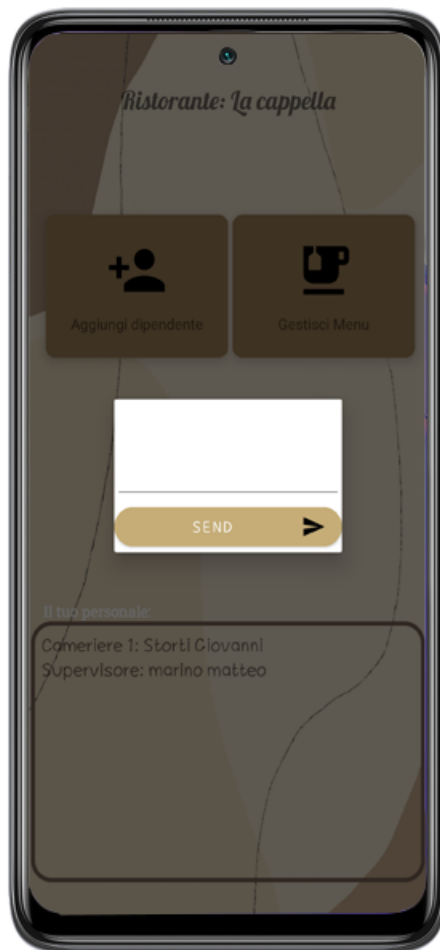 Ristorante: La cappella
Aggiungi dipendente
Gestisci Menu
SEND
Il tuo personale:
Cameriere 1: Storti Giovanni
Supervisore: marino matteo